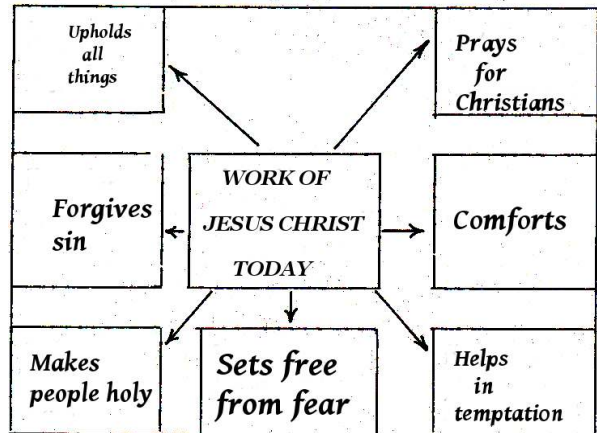 Upholds
all
things
Prays
for
Christians
WORK OF
JESUS CHRIST
TODAY
Forgives
sin
Comforts
Makes
people holy
Sets free
from fear
Helps
in
temptation